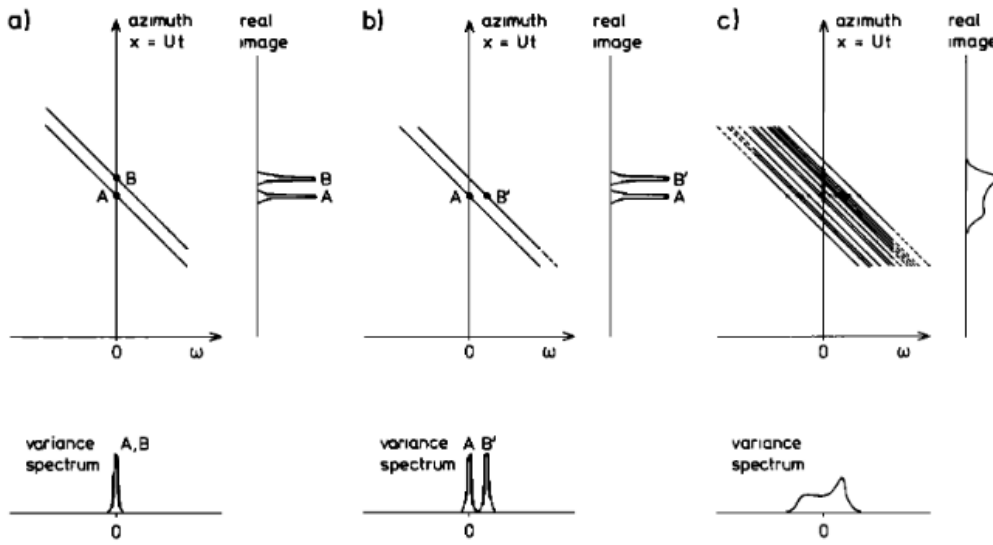 a)
azimuth
x = Ut
real
image
B
A
B
A
0
ω
variance
spectrum
A,B
0
b)
azimuth
x = Ut
real
image
A
B'
B'
A
0
ω
variance
spectrum
A B'
0
c)
azimuth
x = Ut
real
image
0
ω
variance
spectrum
0